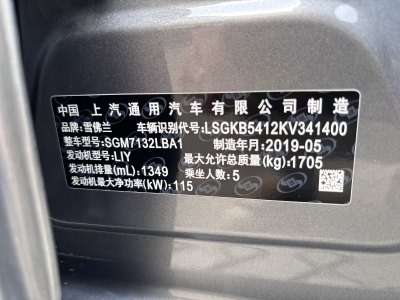 中国 上汽通用汽车有限公司 制造
品牌:雪佛兰 车辆识别代号:LSGKB5412KV341400
整车型号:SGM7132LBA1 制造年月:2019-05
发动机型号:LIY 最大允许总质量(kg):1705
发动机排量(mL):1349 乘坐人数:5
发动机最大净功率(kW):115